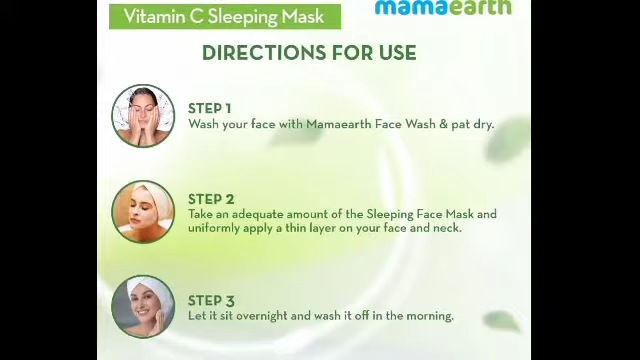 mamaearth
Vitamin C Sleeping Mask
DIRECTIONS FOR USE
STEP 1
Wash your face with Mamaearth Face Wash & pat dry.
STEP 2
Take an adequate amount of the Sleeping Face Mask and
uniformly apply a thin layer on your face and neck.
STEP 3
Let it sit overnight and wash it off in the morning.